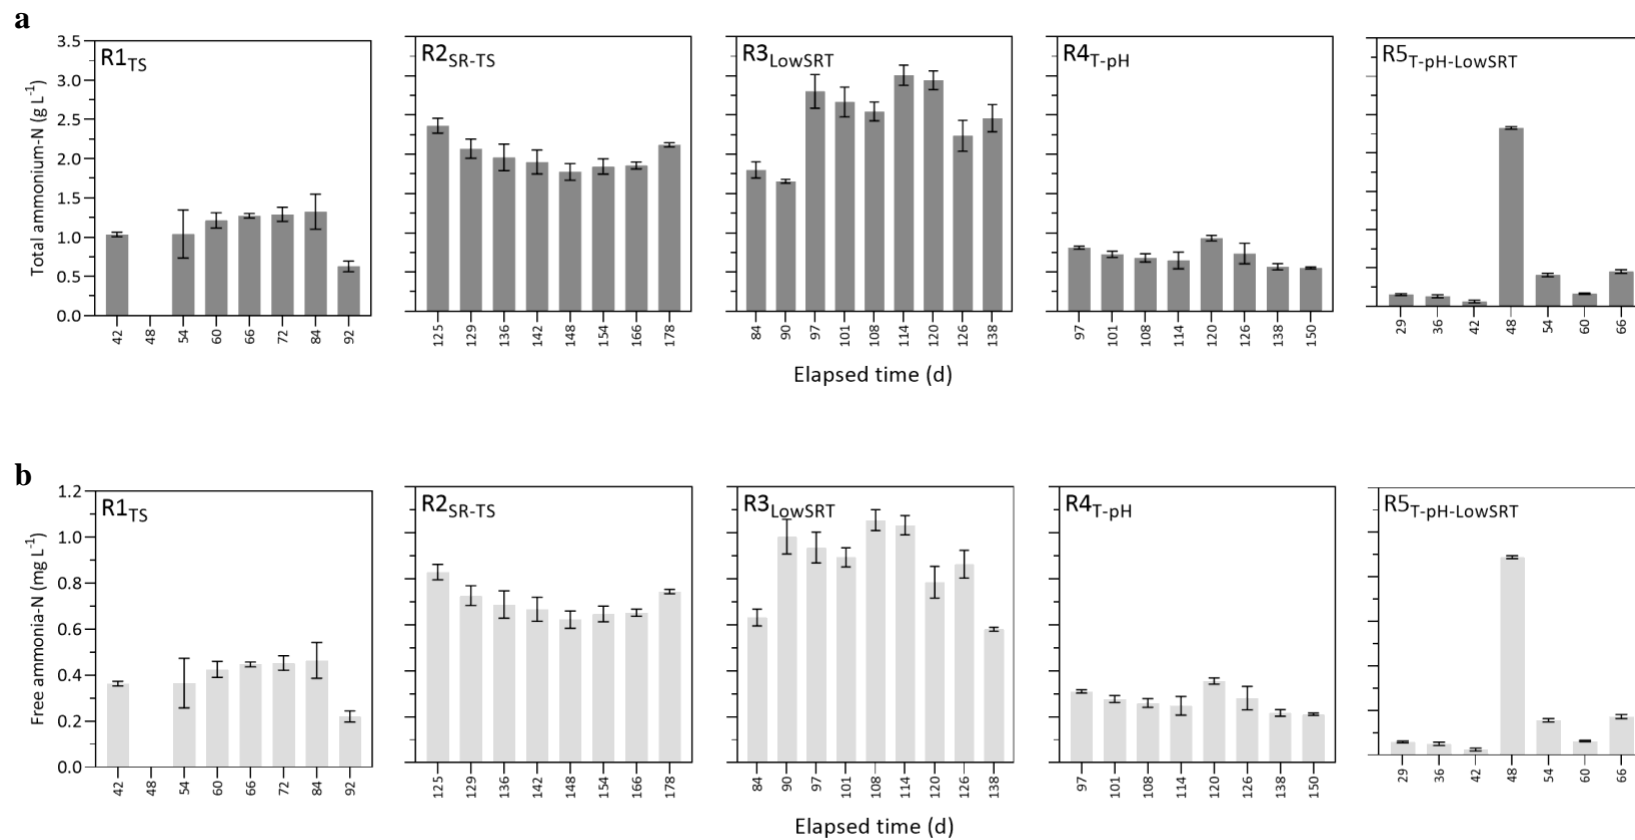 a
R1TS
R2SR-TS
R3LowSRT
R4T-pH
R5T-pH-LowSRT
Total ammonium-N (g L-1)
3.5
3.0
2.5
2.0
1.5
1.0
0.5
0.0
42 48 54 60 66 72 84 92
125 129 136 142 148 154 166 178
84 90 97 101 108 114 120 126 138
97 101 108 114 120 126 138 150
29 36 42 48 54 60 66
Elapsed time (d)
b
R1TS
R2SR-TS
R3LowSRT
R4T-pH
R5T-pH-LowSRT
Free ammonia-N (mg L-1)
1.2
1.0
0.8
0.6
0.4
0.2
0.0
42 48 54 60 66 72 84 92
125 129 136 142 148 154 166 178
84 90 97 101 108 114 120 126 138
97 101 108 114 120 126 138 150
29 36 42 48 54 60 66
Elapsed time (d)